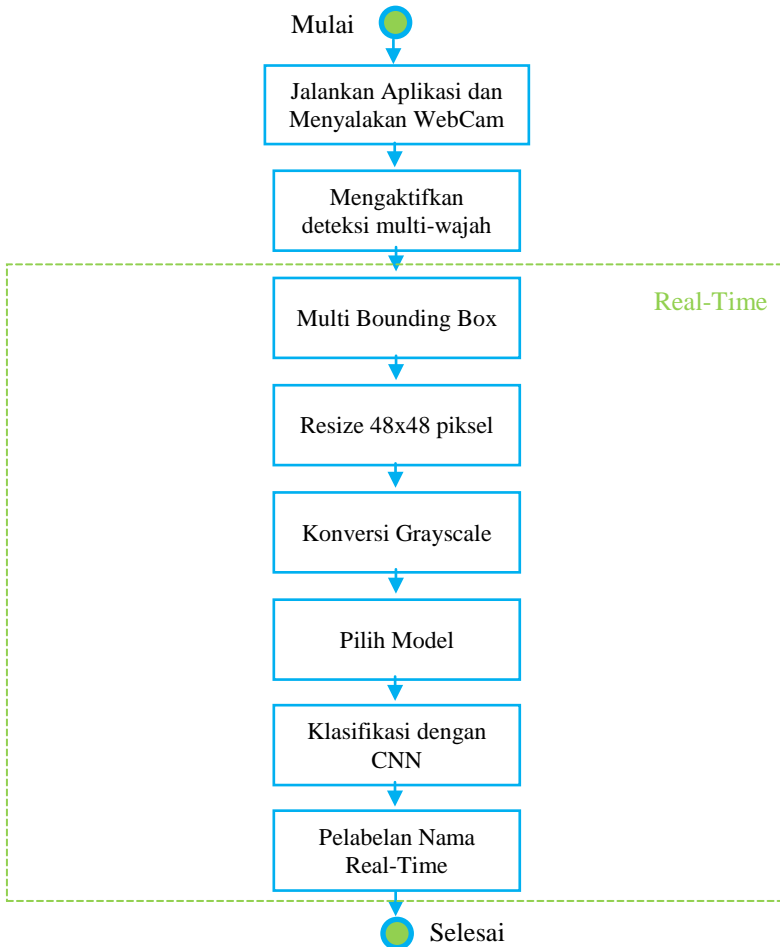 Mulai
Jalankan Aplikasi dan
Menyalakan WebCam
Mengaktifkan
deteksi multi-wajah
Real-Time
Multi Bounding Box
Resize 48x48 piksel
Konversi Grayscale
Pilih Model
Klasifikasi dengan
CNN
Pelabelan Nama
Real-Time
Selesai